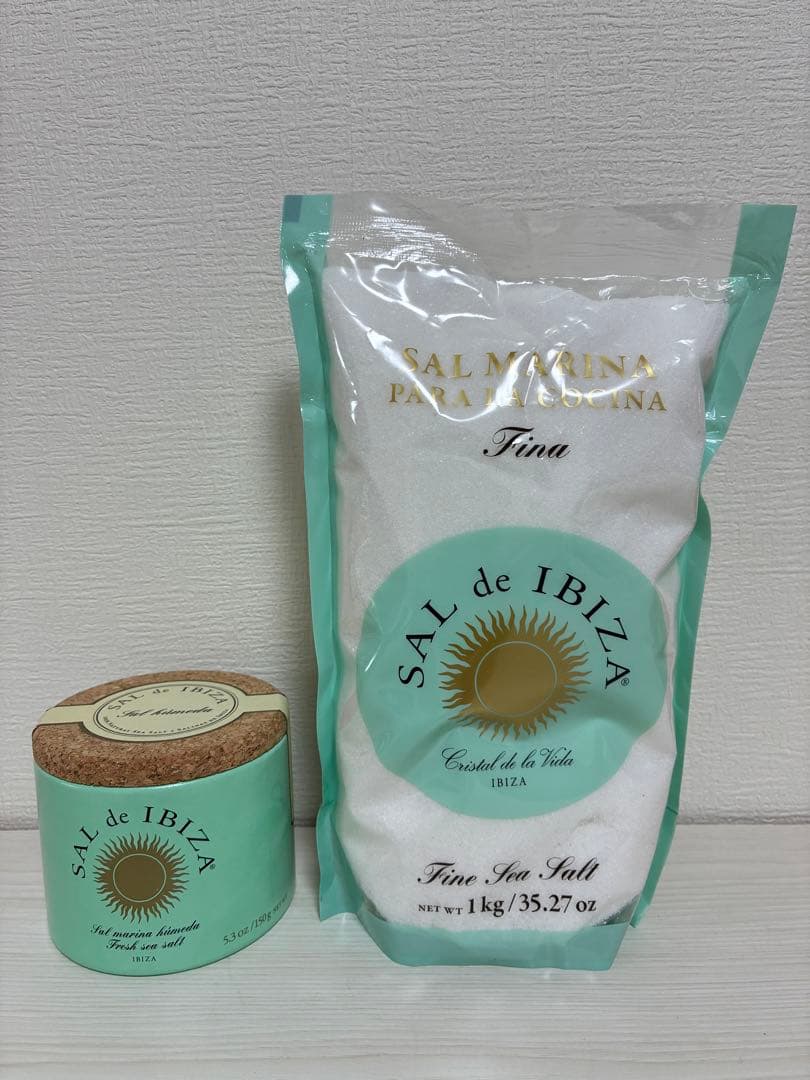 SAL MARINA
PARA LA COCINA
Fina
SAL de IBIZA®
Cristal de la Vida
IBIZA
Fine Sea Salt
NET WT 1 kg / 35.27 oz
SAL de IBIZA
Sal húmeda
SAL de IBIZA®
Sal marina húmeda
Fresh sea salt
IBIZA
5.3 oz / 150 g